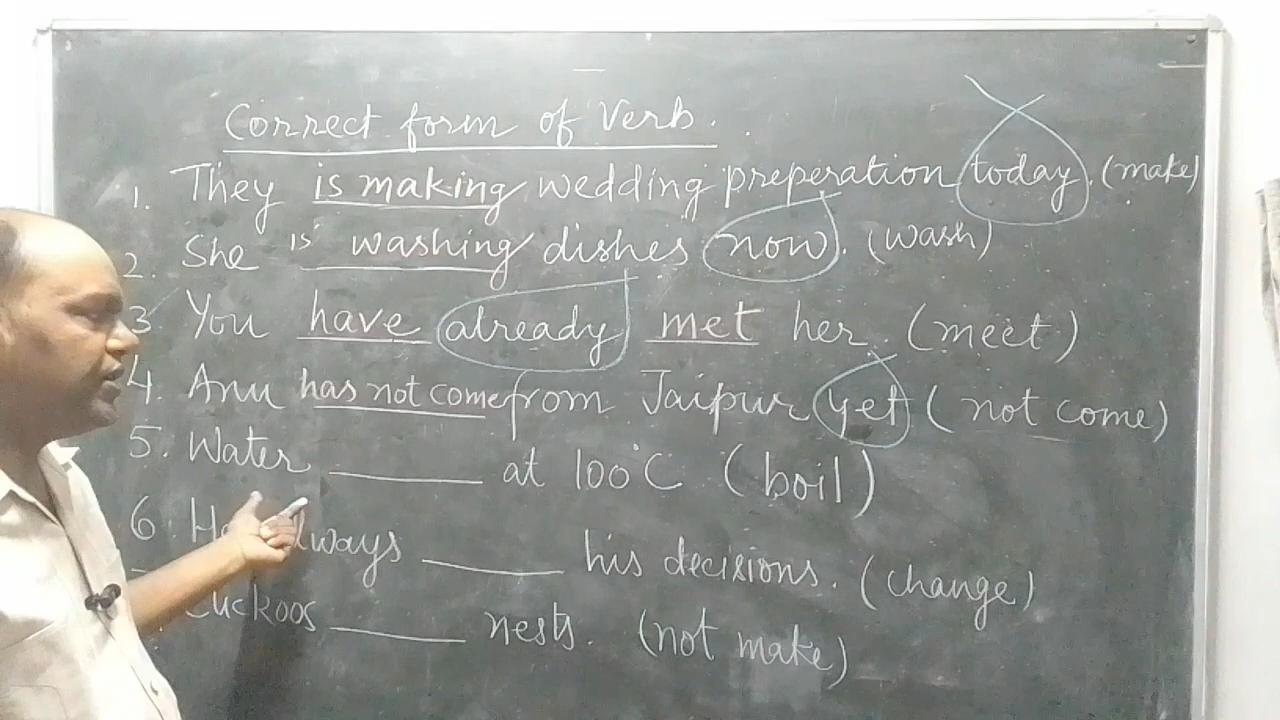 Correct form of Verb.
1. They is making wedding preperation today. (make)
2. She is washing dishes now. (wash)
3 You have already met her. (meet)
4. Anu has not come from Jaipur yet (not come)
5. Water ______ at 100°C (boil)
6. always ______ his decisions. (change)
Cuckoos ______ nests. (not make)